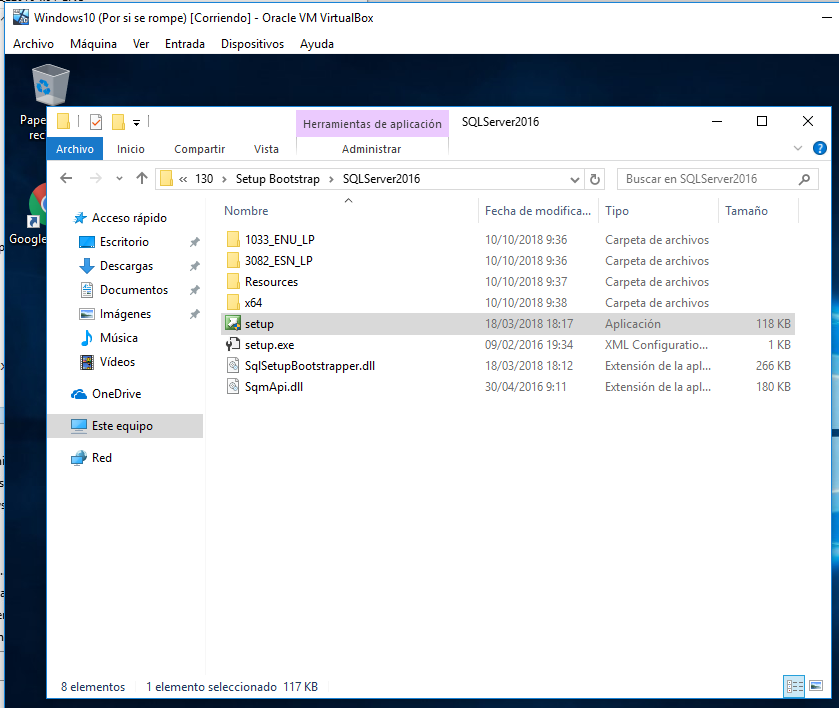 Windows10 (Por si se rompe) [Corriendo] - Oracle VM VirtualBox
Archivo Máquina Ver Entrada Dispositivos Ayuda
Pape
rec
Google
Herramientas de aplicación SQLServer2016
Archivo Inicio Compartir Vista Administrar
« 130 > Setup Bootstrap > SQLServer2016 Buscar en SQLServer2016
Nombre Fecha de modifica... Tipo Tamaño
Acceso rápido
Escritorio
Descargas
Documentos
Imágenes
Música
Vídeos
OneDrive
Este equipo
Red
1033_ENU_LP 10/10/2018 9:36 Carpeta de archivos
3082_ESN_LP 10/10/2018 9:36 Carpeta de archivos
Resources 10/10/2018 9:37 Carpeta de archivos
x64 10/10/2018 9:38 Carpeta de archivos
setup 18/03/2018 18:17 Aplicación 118 KB
setup.exe 09/02/2016 19:34 XML Configuratio... 1 KB
SqlSetupBootstrapper.dll 18/03/2018 18:12 Extensión de la apl... 266 KB
SqmApi.dll 30/04/2016 9:11 Extensión de la apl... 180 KB
8 elementos 1 elemento seleccionado 117 KB